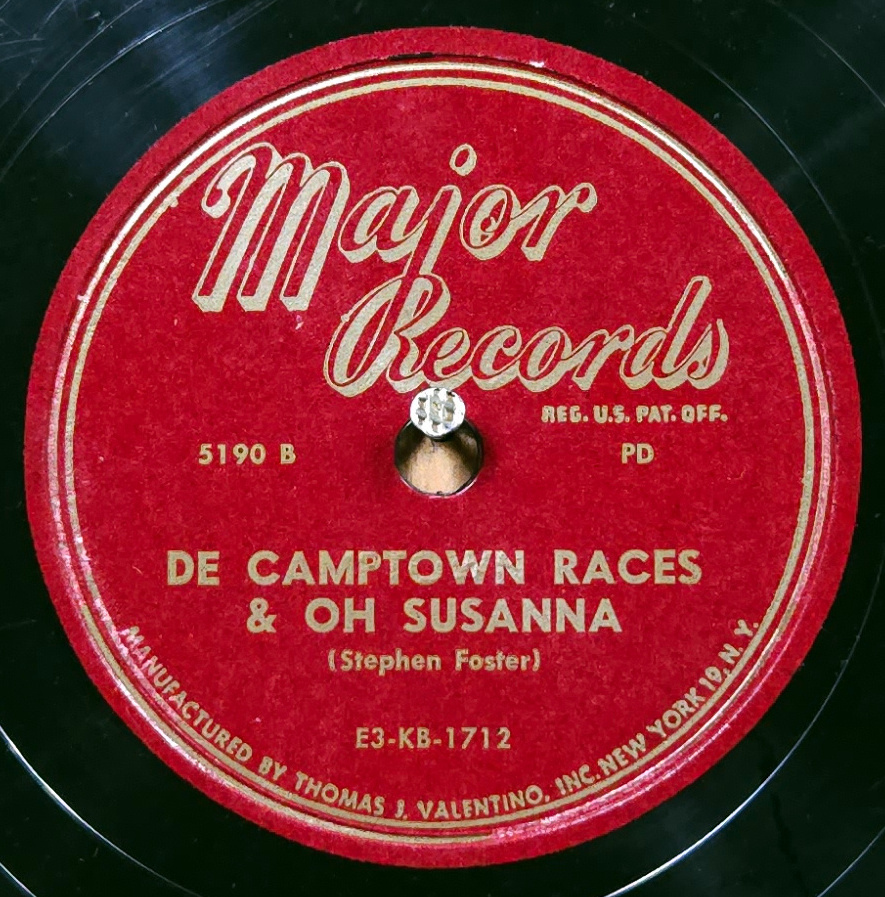 Major
Records
REG. U.S. PAT. OFF.
5190 B
PD
DE CAMPTOWN RACES
& OH SUSANNA
(Stephen Foster)
E3-KB-1712
MANUFACTURED BY THOMAS J. VALENTINO, INC. NEW YORK 19, N. Y.